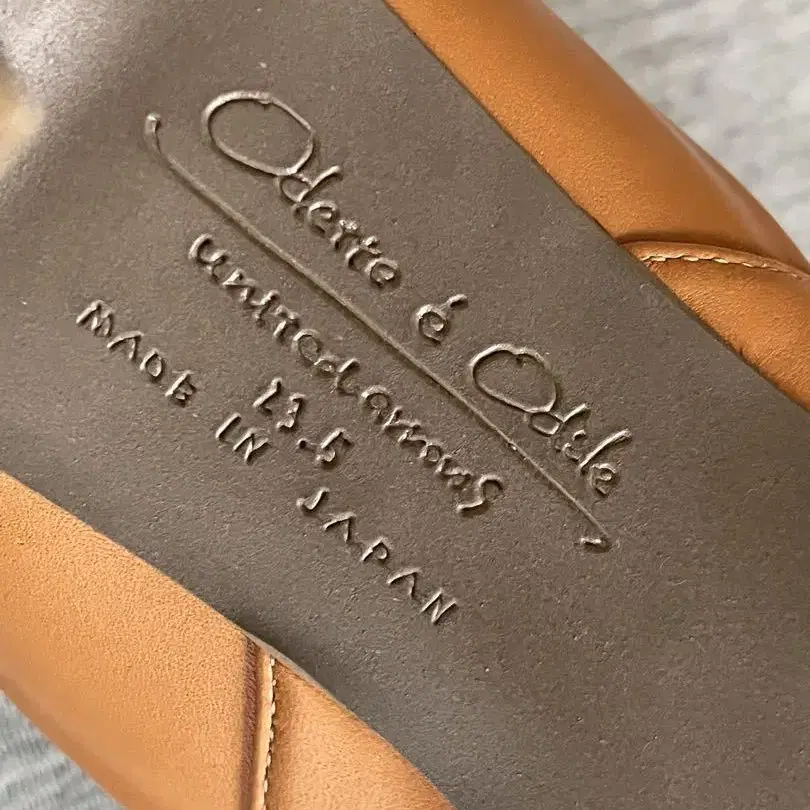 Odette é Odile
united arrows
23.5
MADE IN JAPAN